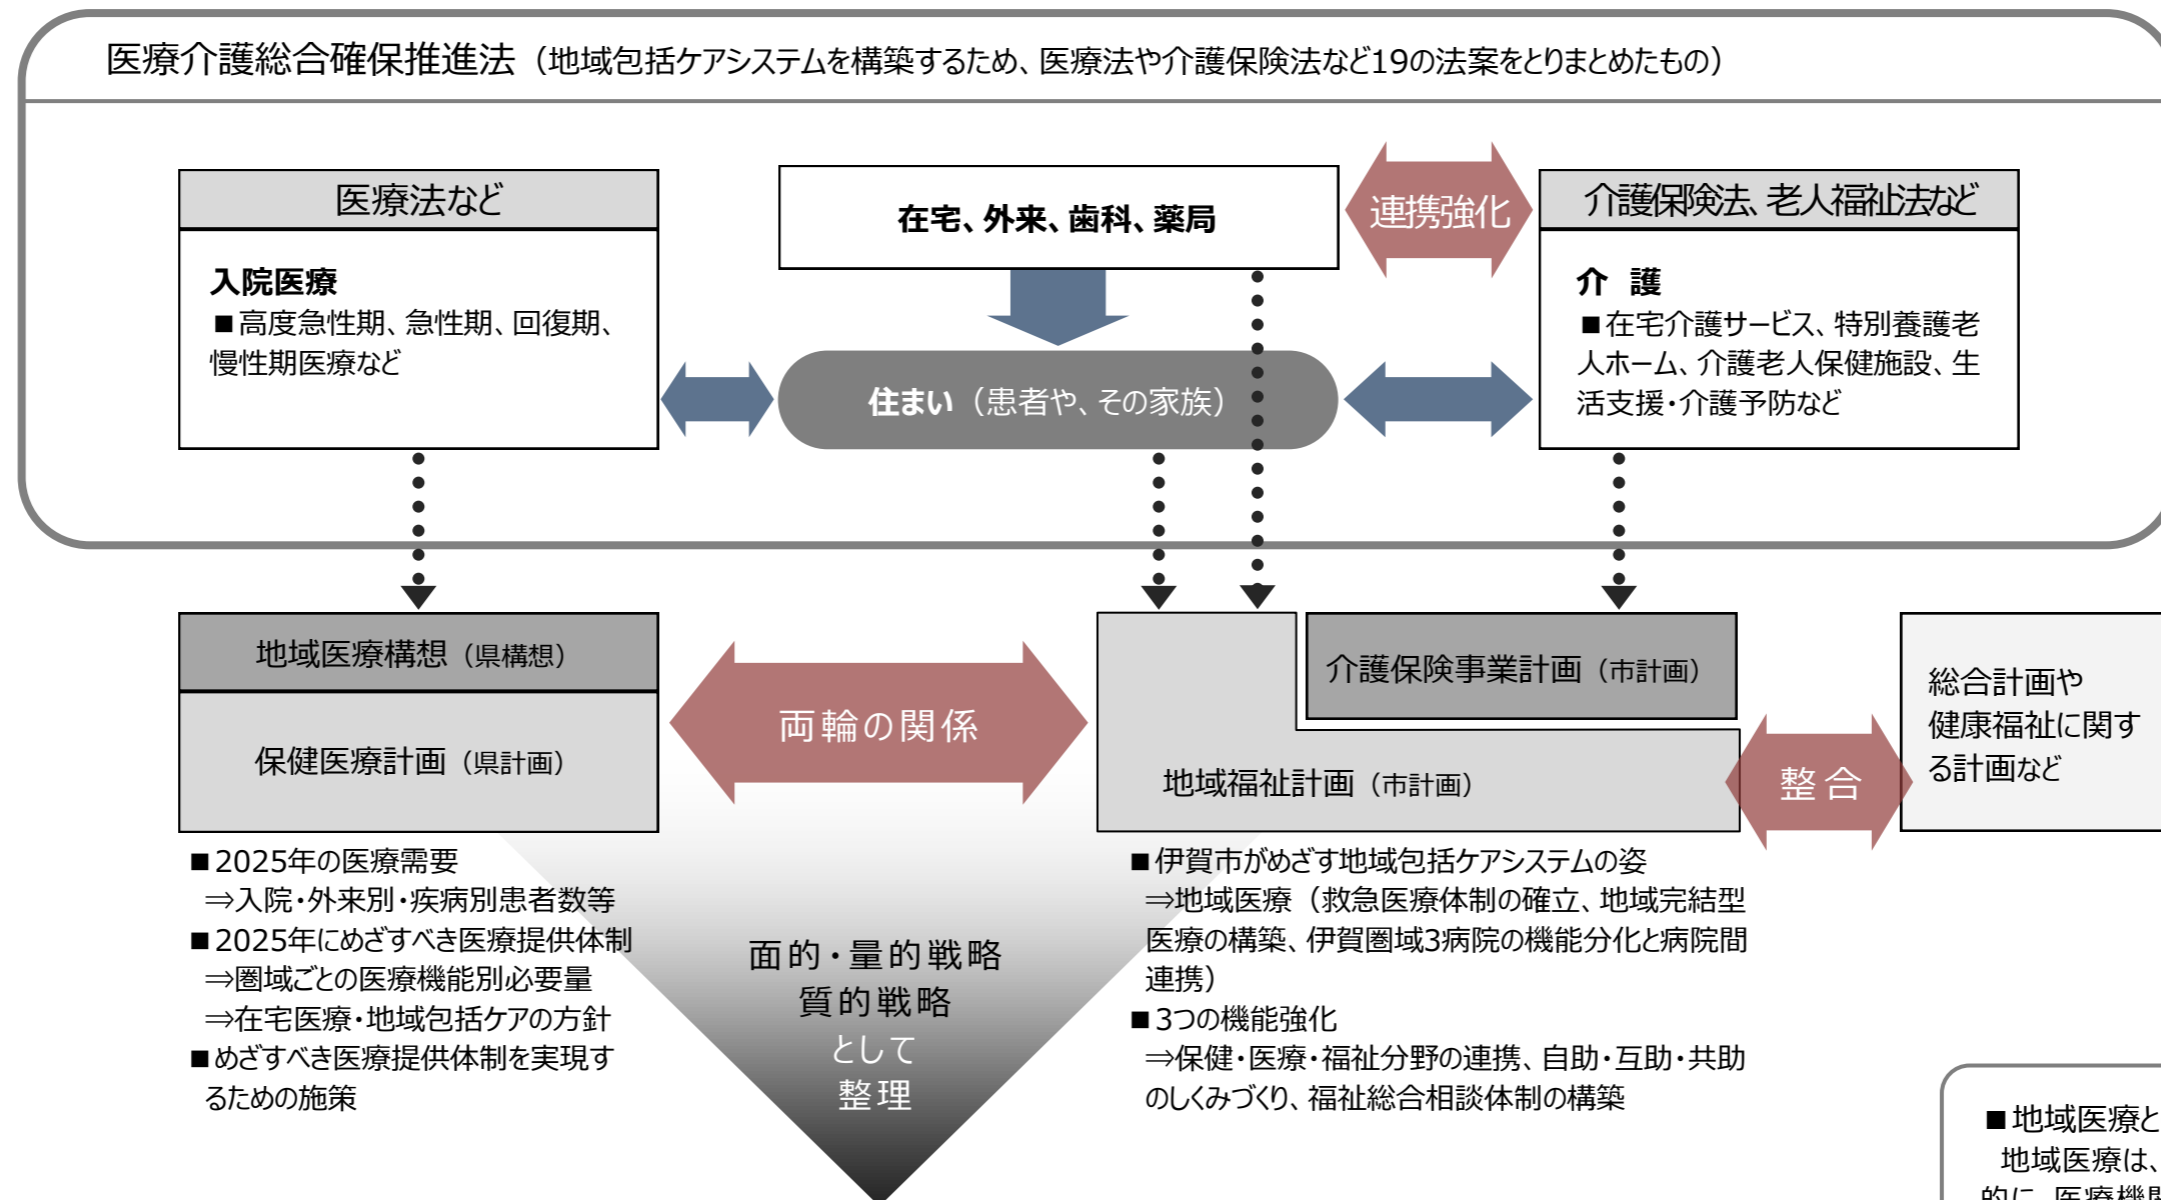 医療介護総合確保推進法（地域包括ケアシステムを構築するため、医療法や介護保険法など19の法案をとりまとめたもの）
医療法など
入院医療
■高度急性期、急性期、回復期、
慢性期医療など
在宅、外来、歯科、薬局
連携強化
介護保険法、老人福祉法など
介 護
■在宅介護サービス、特別養護老
人ホーム、介護老人保健施設、生
活支援・介護予防など
住まい（患者や、その家族）
地域医療構想（県構想）
保健医療計画（県計画）
両輪の関係
介護保険事業計画（市計画）
地域福祉計画（市計画）
整合
総合計画や
健康福祉に関す
る計画など
■2025年の医療需要
⇒入院・外来別・疾病別患者数等
■2025年にめざすべき医療提供体制
⇒圏域ごとの医療機能別必要量
⇒在宅医療・地域包括ケアの方針
■めざすべき医療提供体制を実現す
るための施策
面的・量的戦略
質的戦略
として
整理
■伊賀市がめざす地域包括ケアシステムの姿
⇒地域医療（救急医療体制の確立、地域完結型
医療の構築、伊賀圏域3病院の機能分化と病院間
連携）
■3つの機能強化
⇒保健・医療・福祉分野の連携、自助・互助・共助
のしくみづくり、福祉総合相談体制の構築
■地域医療と
地域医療は、
的に、医療機関